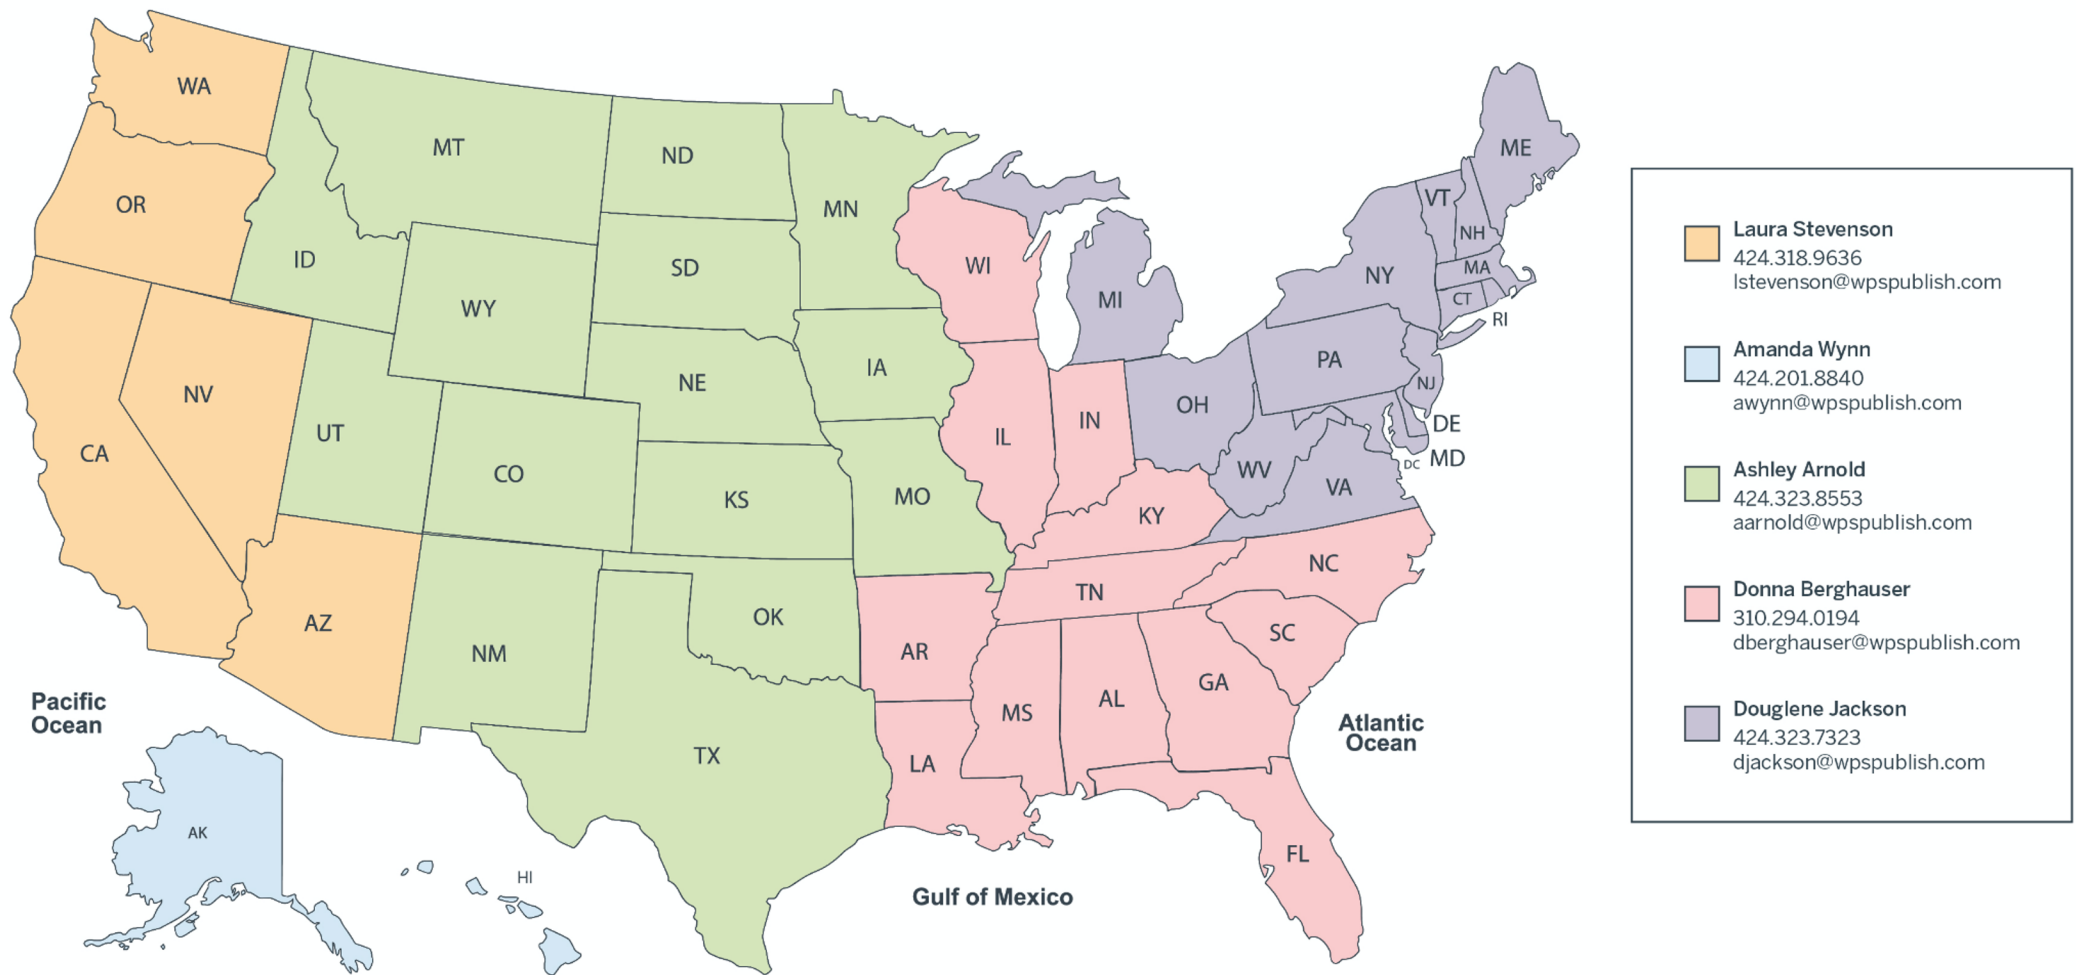 WA
OR
CA
NV
ID
MT
WY
UT
AZ
CO
NM
ND
SD
NE
KS
OK
TX
MN
IA
MO
AR
LA
WI
IL
IN
MI
OH
KY
TN
MS
AL
GA
FL
SC
NC
VA
WV
PA
NY
VT
NH
ME
MA
CT
RI
NJ
DE
MD
DC
AK
HI
Pacific
Ocean
Atlantic
Ocean
Gulf of Mexico
Laura Stevenson
424.318.9636
lstevenson@wpspublish.com
Amanda Wynn
424.201.8840
awynn@wpspublish.com
Ashley Arnold
424.323.8553
aarnold@wpspublish.com
Donna Berghauser
310.294.0194
dberghauser@wpspublish.com
Douglene Jackson
424.323.7323
djackson@wpspublish.com